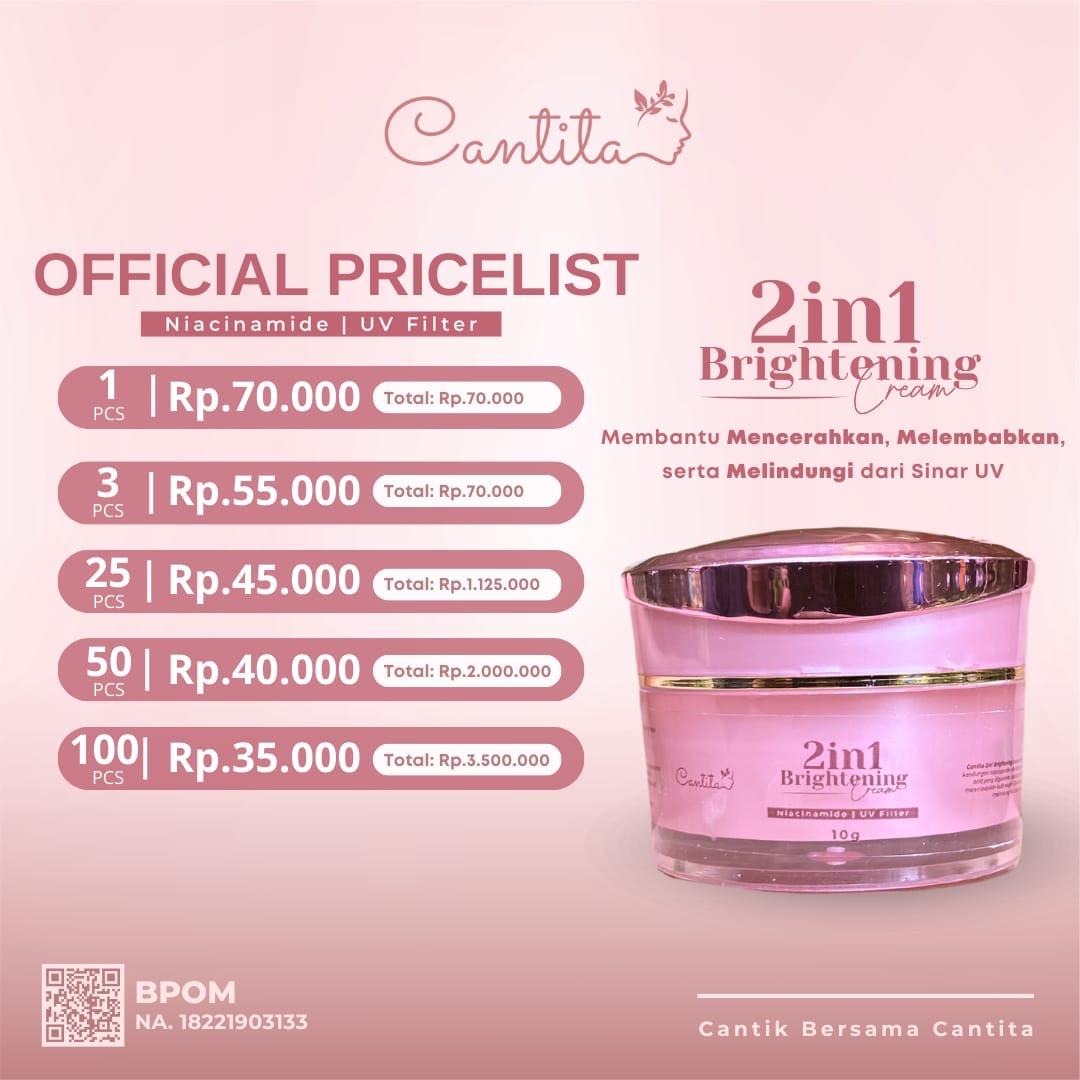 Cantita
OFFICIAL PRICELIST
Niacinamide | UV Filter
1 PCS | Rp.70.000 Total: Rp.70.000
3 PCS | Rp.55.000 Total: Rp.70.000
25 PCS | Rp.45.000 Total: Rp.1.125.000
50 PCS | Rp.40.000 Total: Rp.2.000.000
100 PCS | Rp.35.000 Total: Rp.3.500.000
2in1
Brightening
Cream
Membantu Mencerahkan, Melembabkan,
serta Melindungi dari Sinar UV
Cantita
2in1
Brightening
Cream
Niacinamide | UV Filter
10g
Cantita 2in1 Brightening
BPOM
NA. 18221903133
Cantik Bersama Cantita